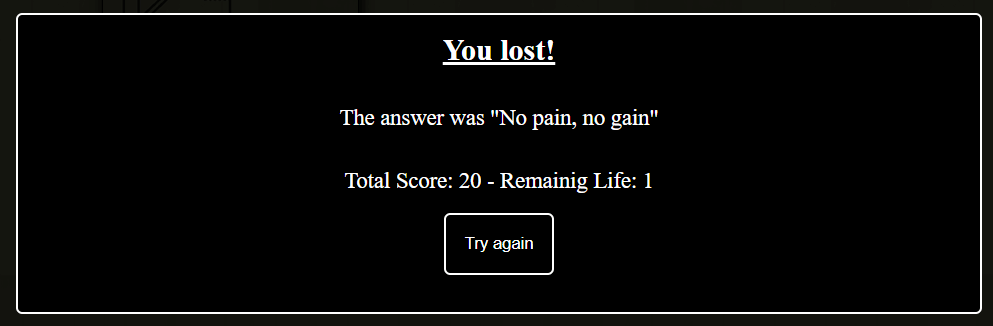 You lost!
The answer was "No pain, no gain"
Total Score: 20 - Remainig Life: 1
Try again